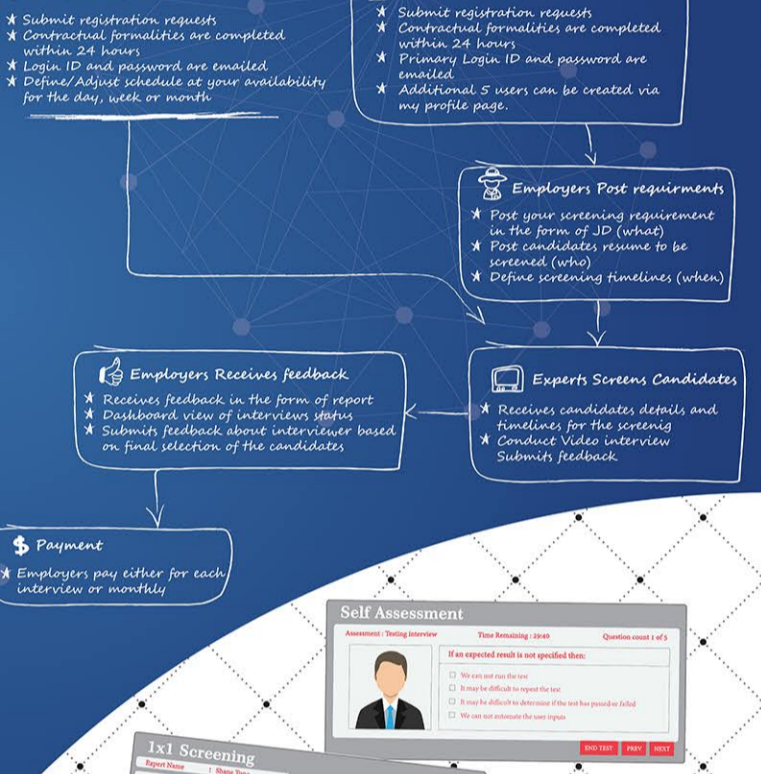 Submit registration requests
Contractual formalities are completed
within 24 hours
Login ID and password are emailed
Define/Adjust schedule at your availability
for the day, week or month
Submit registration requests
Contractual formalities are completed
within 24 hours
Primary Login ID and password are
emailed
Additional 5 users can be created via
my profile page.
Employers Post requirments
Post your screening requirement
in the form of JD (what)
Post candidates resume to be
screened (who)
Define screening timelines (when)
Experts Screens Candidates
Receives candidates details and
timelines for the screenig
Conduct Video interview
Submits feedback
Employers Receives feedback
Receives feedback in the form of report
Dashboard view of interviews status
Submits feedback about interviewer based
on final selection of the candidates
$ Payment
Employers pay either for each
interview or monthly
Self Assessment
Assessment : Testing interview Time Remaining : 29:49 Question count 1 of 5
If an expected result is not specified then:
We can not run the test
It may be difficult to repeat the test
It may be difficult to determine if the test has passed or failed
We can not automate the user inputs
END TEST PREV NEXT
1x1 Screening
Expert Name : Shane